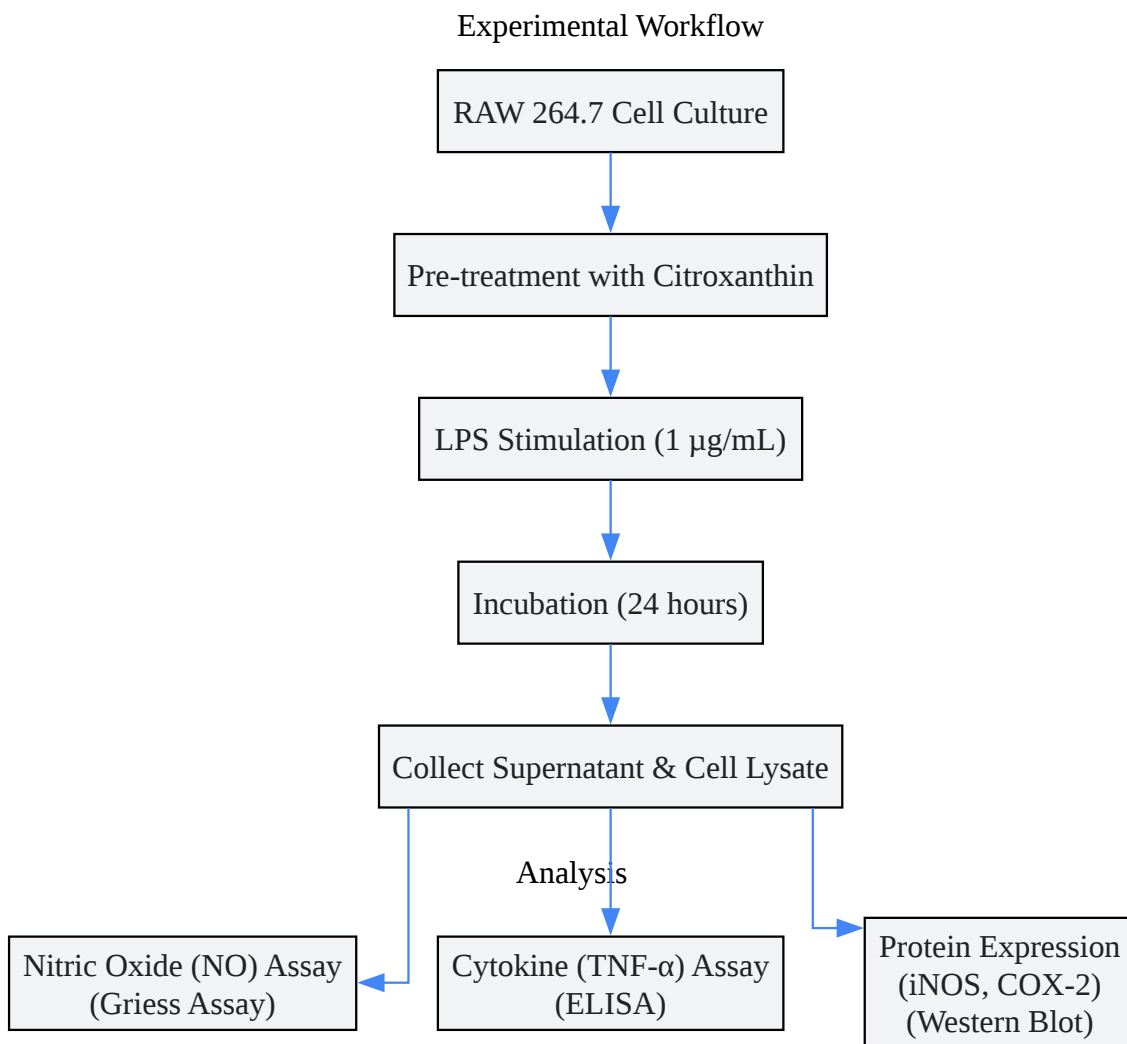 Experimental Workflow
RAW 264.7 Cell Culture
Pre-treatment with Citroxanthin
LPS Stimulation (1 µg/mL)
Incubation (24 hours)
Collect Supernatant & Cell Lysate
Analysis
Nitric Oxide (NO) Assay
(Griess Assay)
Cytokine (TNF-α) Assay
(ELISA)
Protein Expression
(iNOS, COX-2)
(Western Blot)